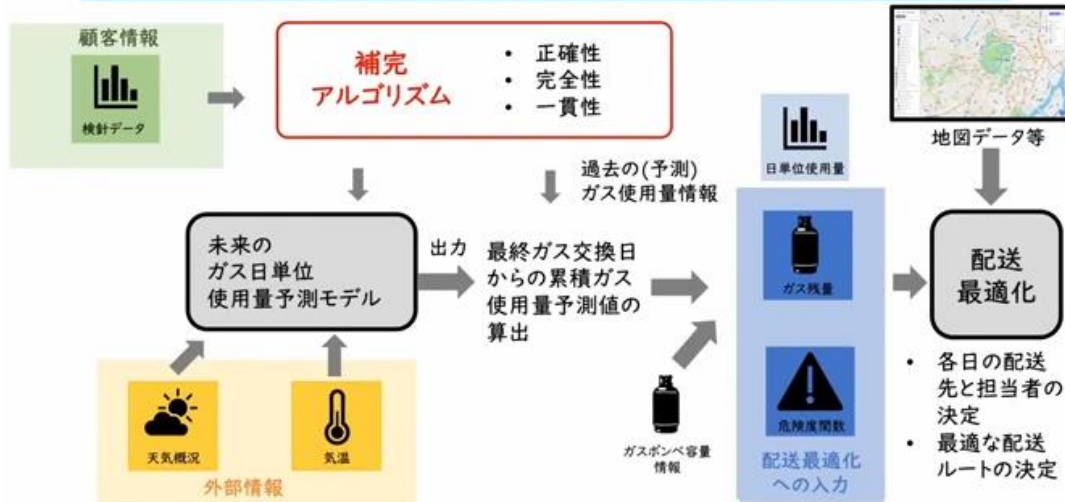 顧客情報
検針データ
補完
アルゴリズム
• 正確性
• 完全性
• 一貫性
過去の(予測)
ガス使用量情報
未来の
ガス日単位
使用量予測モデル
出力
最終ガス交換日
からの累積ガス
使用量予測値の
算出
天気概況
気温
外部情報
ガスボンベ容量
情報
日単位使用量
ガス残量
危険度関数
配送最適化
への入力
地図データ等
配送
最適化
• 各日の配送
先と担当者の
決定
• 最適な配送
ルートの決定